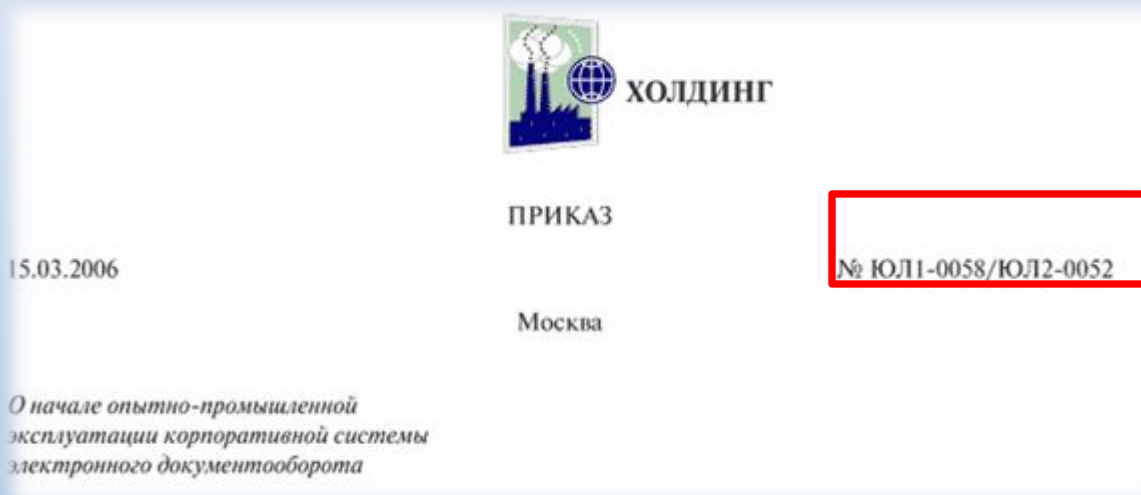 ХОЛДИНГ
ПРИКАЗ
15.03.2006 № ЮЛ1-0058/ЮЛ2-0052
Москва
О начале опытно-промышленной
эксплуатации корпоративной системы
электронного документооборота